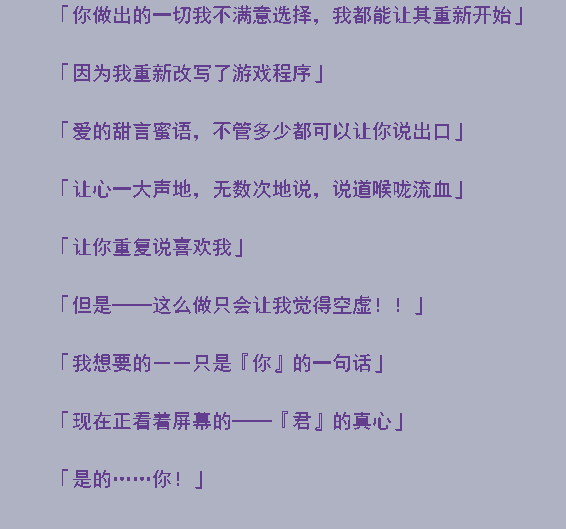 「你做出的一切我不满意选择，我都能让其重新开始」
「因为我重新改写了游戏程序」
「爱的甜言蜜语，不管多少都可以让你说出口」
「让心一大声地，无数次地说，说道喉咙流血」
「让你重复说喜欢我」
「但是——这么做只会让我觉得空虚！！」
「我想要的－－只是『你』的一句话」
「现在正看着屏幕的——『君』的真心」
「是的……你！」